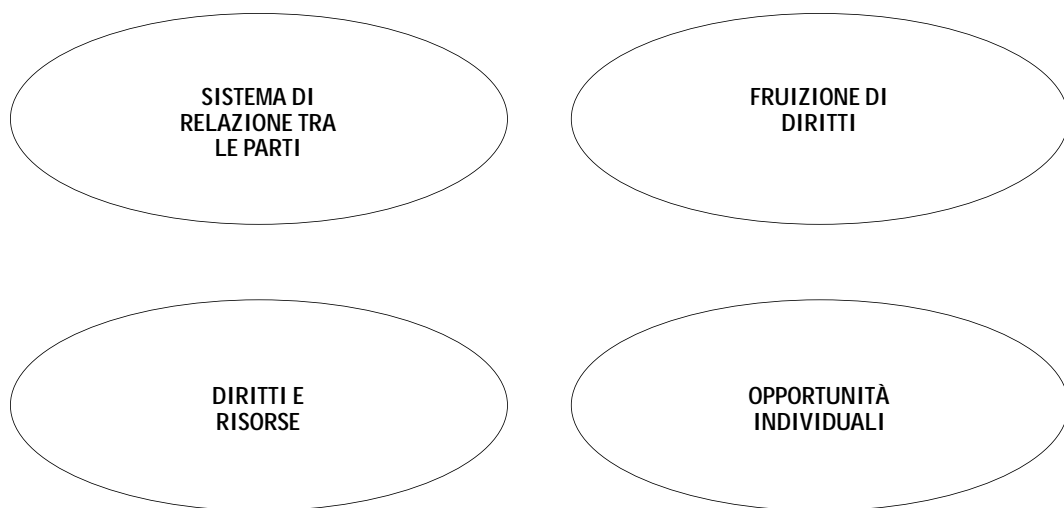 SISTEMA DI
RELAZIONE TRA
LE PARTI
FRUIZIONE DI
DIRITTI
DIRITTI E
RISORSE
OPPORTUNITÀ
INDIVIDUALI